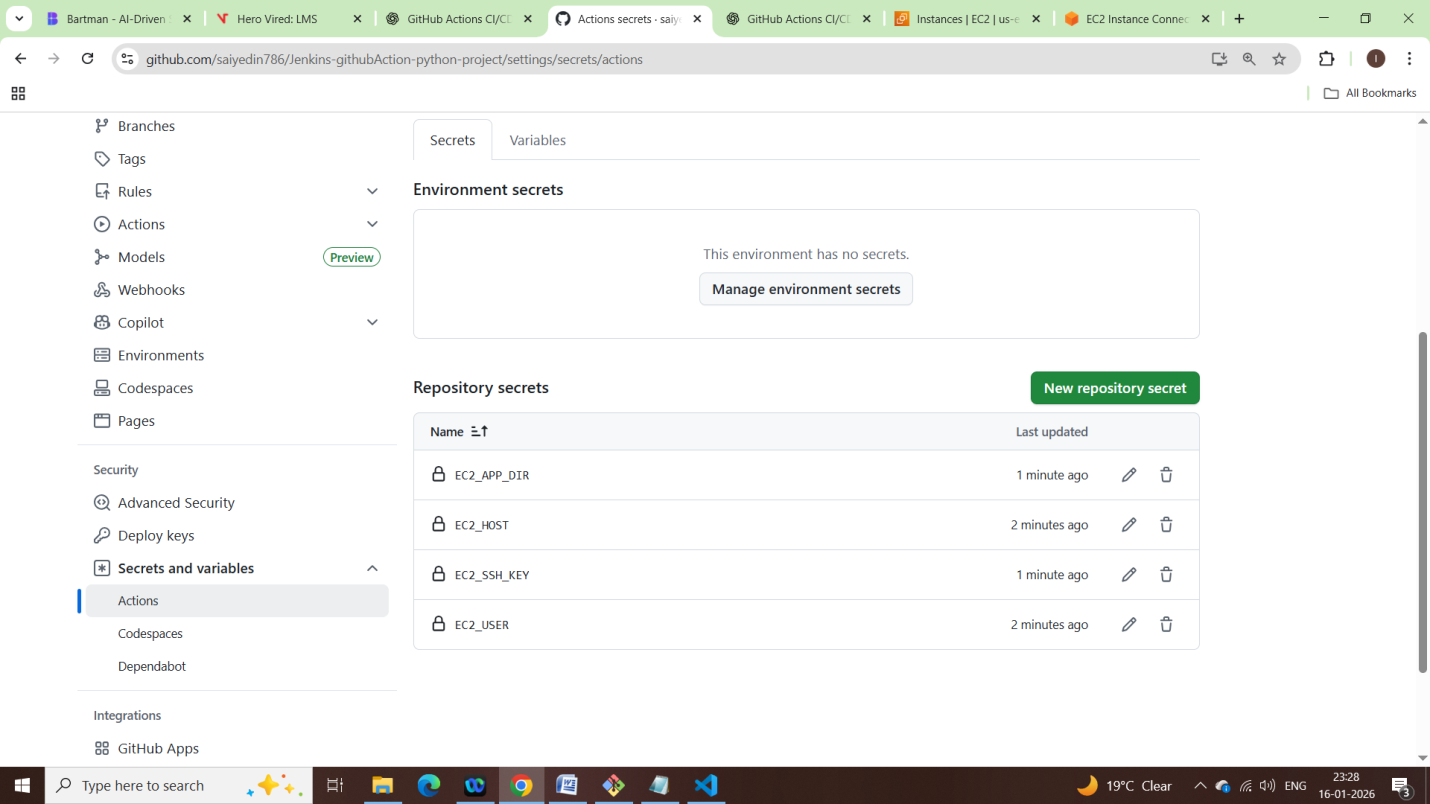 Bartman - AI-Driven S
Hero Vired: LMS
GitHub Actions CI/CD
Actions secrets · saiye
GitHub Actions CI/CD
Instances | EC2 | us-e
EC2 Instance Connect
github.com/saiyedin786/Jenkins-githubAction-python-project/settings/secrets/actions
I
All Bookmarks
Branches
Tags
Rules
Actions
Models
Preview
Webhooks
Copilot
Environments
Codespaces
Pages
Security
Advanced Security
Deploy keys
Secrets and variables
Actions
Codespaces
Dependabot
Integrations
GitHub Apps
Secrets
Variables
Environment secrets
This environment has no secrets.
Manage environment secrets
Repository secrets
New repository secret
Name
Last updated
EC2_APP_DIR
1 minute ago
EC2_HOST
2 minutes ago
EC2_SSH_KEY
1 minute ago
EC2_USER
2 minutes ago
Type here to search
19°C Clear
ENG
23:28
16-01-2026
3